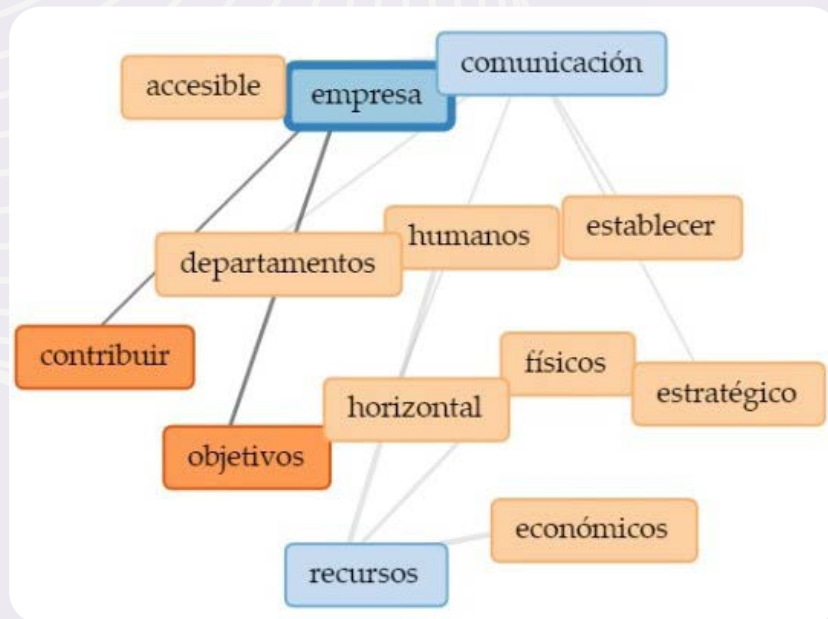 comunicación
accesible
empresa
establecer
humanos
departamentos
contribuir
físicos
estratégico
horizontal
objetivos
económicos
recursos